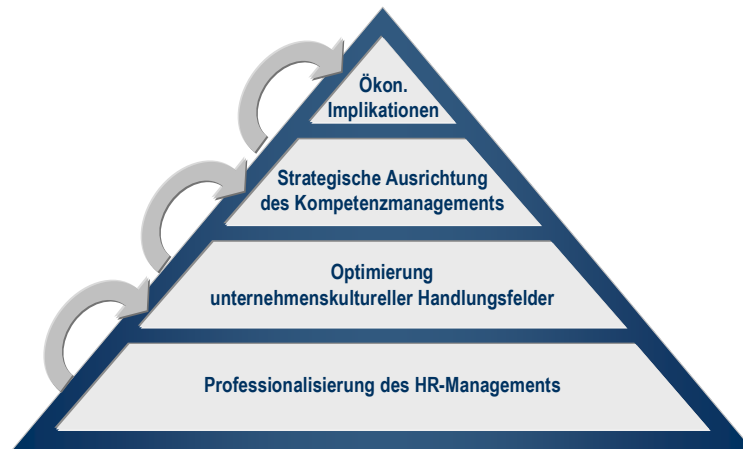 Ökon.
Implikationen
Strategische Ausrichtung
des Kompetenzmanagements
Optimierung
unternehmenskultureller Handlungsfelder
Professionalisierung des HR-Managements